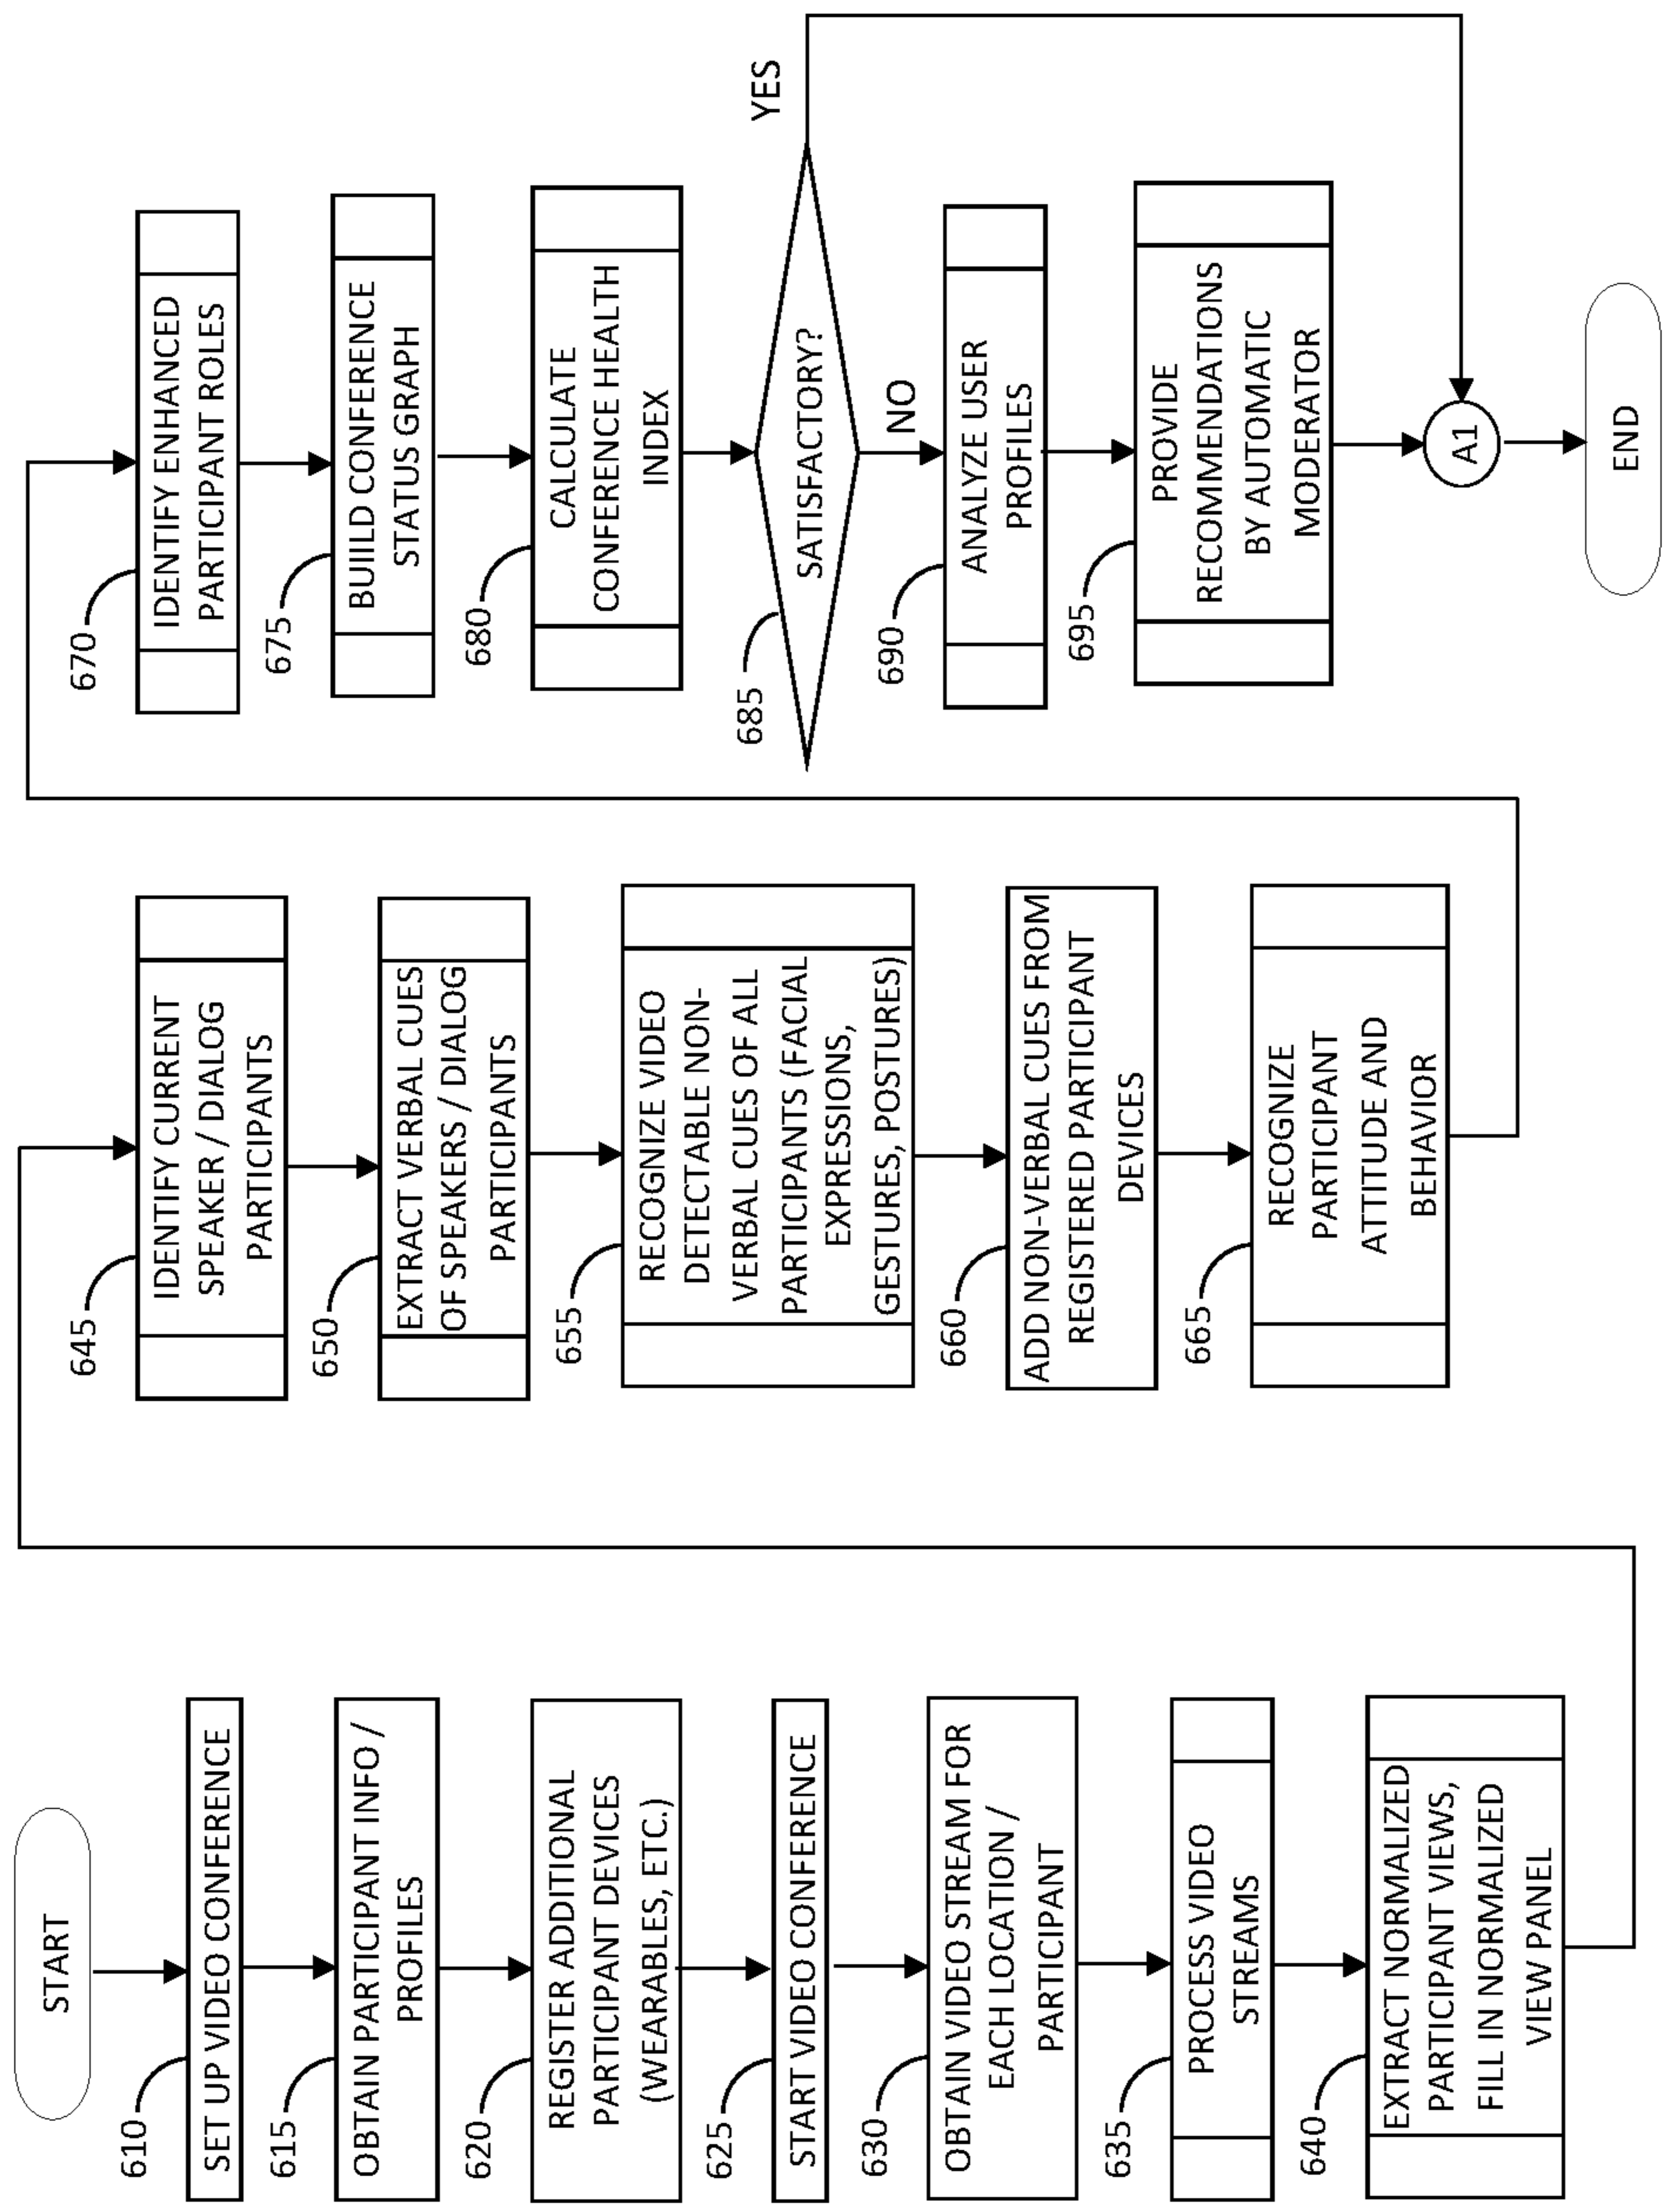 START
610
SET UP VIDEO CONFERENCE
615
OBTAIN PARTICIPANT INFO /
PROFILES
620
REGISTER ADDITIONAL
PARTICIPANT DEVICES
(WEARABLES, ETC.)
625
START VIDEO CONFERENCE
630
OBTAIN VIDEO STREAM FOR
EACH LOCATION /
PARTICIPANT
635
PROCESS VIDEO
STREAMS
640
EXTRACT NORMALIZED
PARTICIPANT VIEWS,
FILL IN NORMALIZED
VIEW PANEL
645
IDENTIFY CURRENT
SPEAKER / DIALOG
PARTICIPANTS
650
EXTRACT VERBAL CUES
OF SPEAKERS / DIALOG
PARTICIPANTS
655
RECOGNIZE VIDEO
DETECTABLE NON-
VERBAL CUES OF ALL
PARTICIPANTS (FACIAL
EXPRESSIONS,
GESTURES, POSTURES)
660
ADD NON-VERBAL CUES FROM
REGISTERED PARTICIPANT
DEVICES
665
RECOGNIZE
PARTICIPANT
ATTITUDE AND
BEHAVIOR
670
IDENTIFY ENHANCED
PARTICIPANT ROLES
675
BUILD CONFERENCE
STATUS GRAPH
680
CALCULATE
CONFERENCE HEALTH
INDEX
685
SATISFACTORY?
YES
NO
690
ANALYZE USER
PROFILES
695
PROVIDE
RECOMMENDATIONS
BY AUTOMATIC
MODERATOR
A1
END